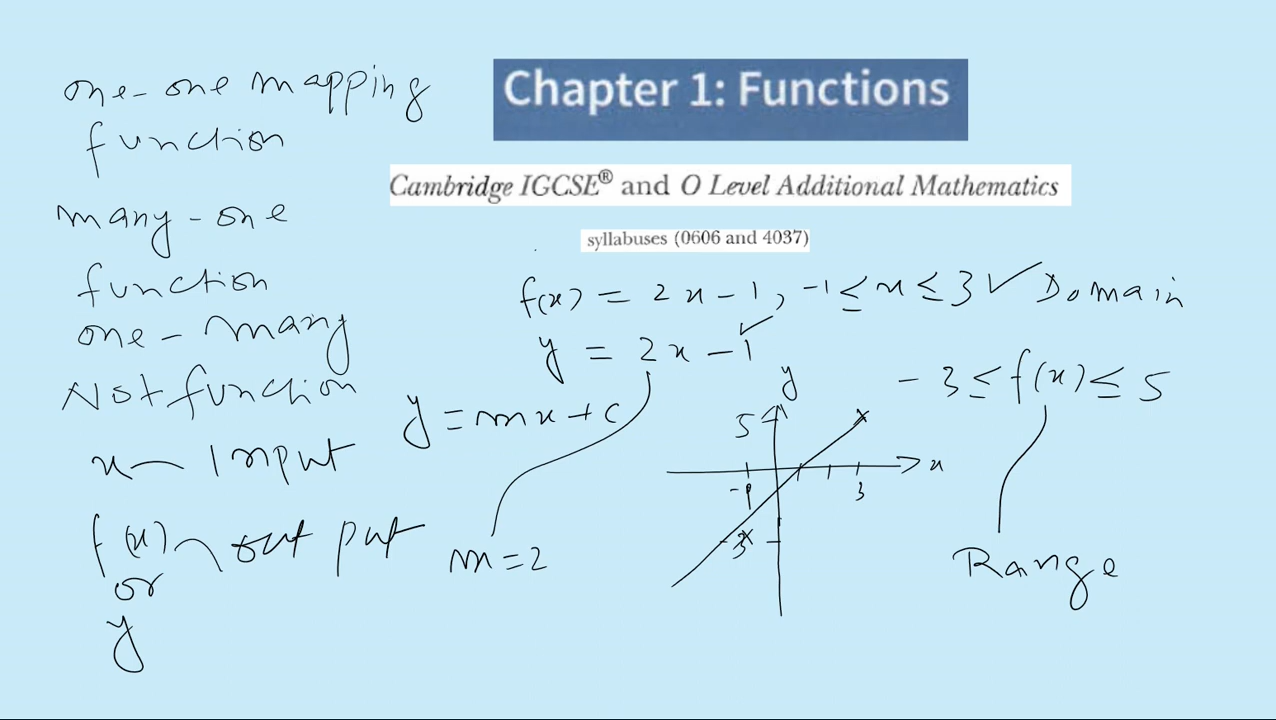 one-one mapping
function
many-one
function
one-many
Not function
x — Input
f(x) — out put
or
y
Chapter 1: Functions
Cambridge IGCSE® and O Level Additional Mathematics
syllabuses (0606 and 4037)
f(x) = 2x-1, -1≤x≤3 ✓ Domain
y = 2x-1 ✓
y = mx+c
m=2
-3≤f(x)≤5
Range
y
5
x
-1
3
-3